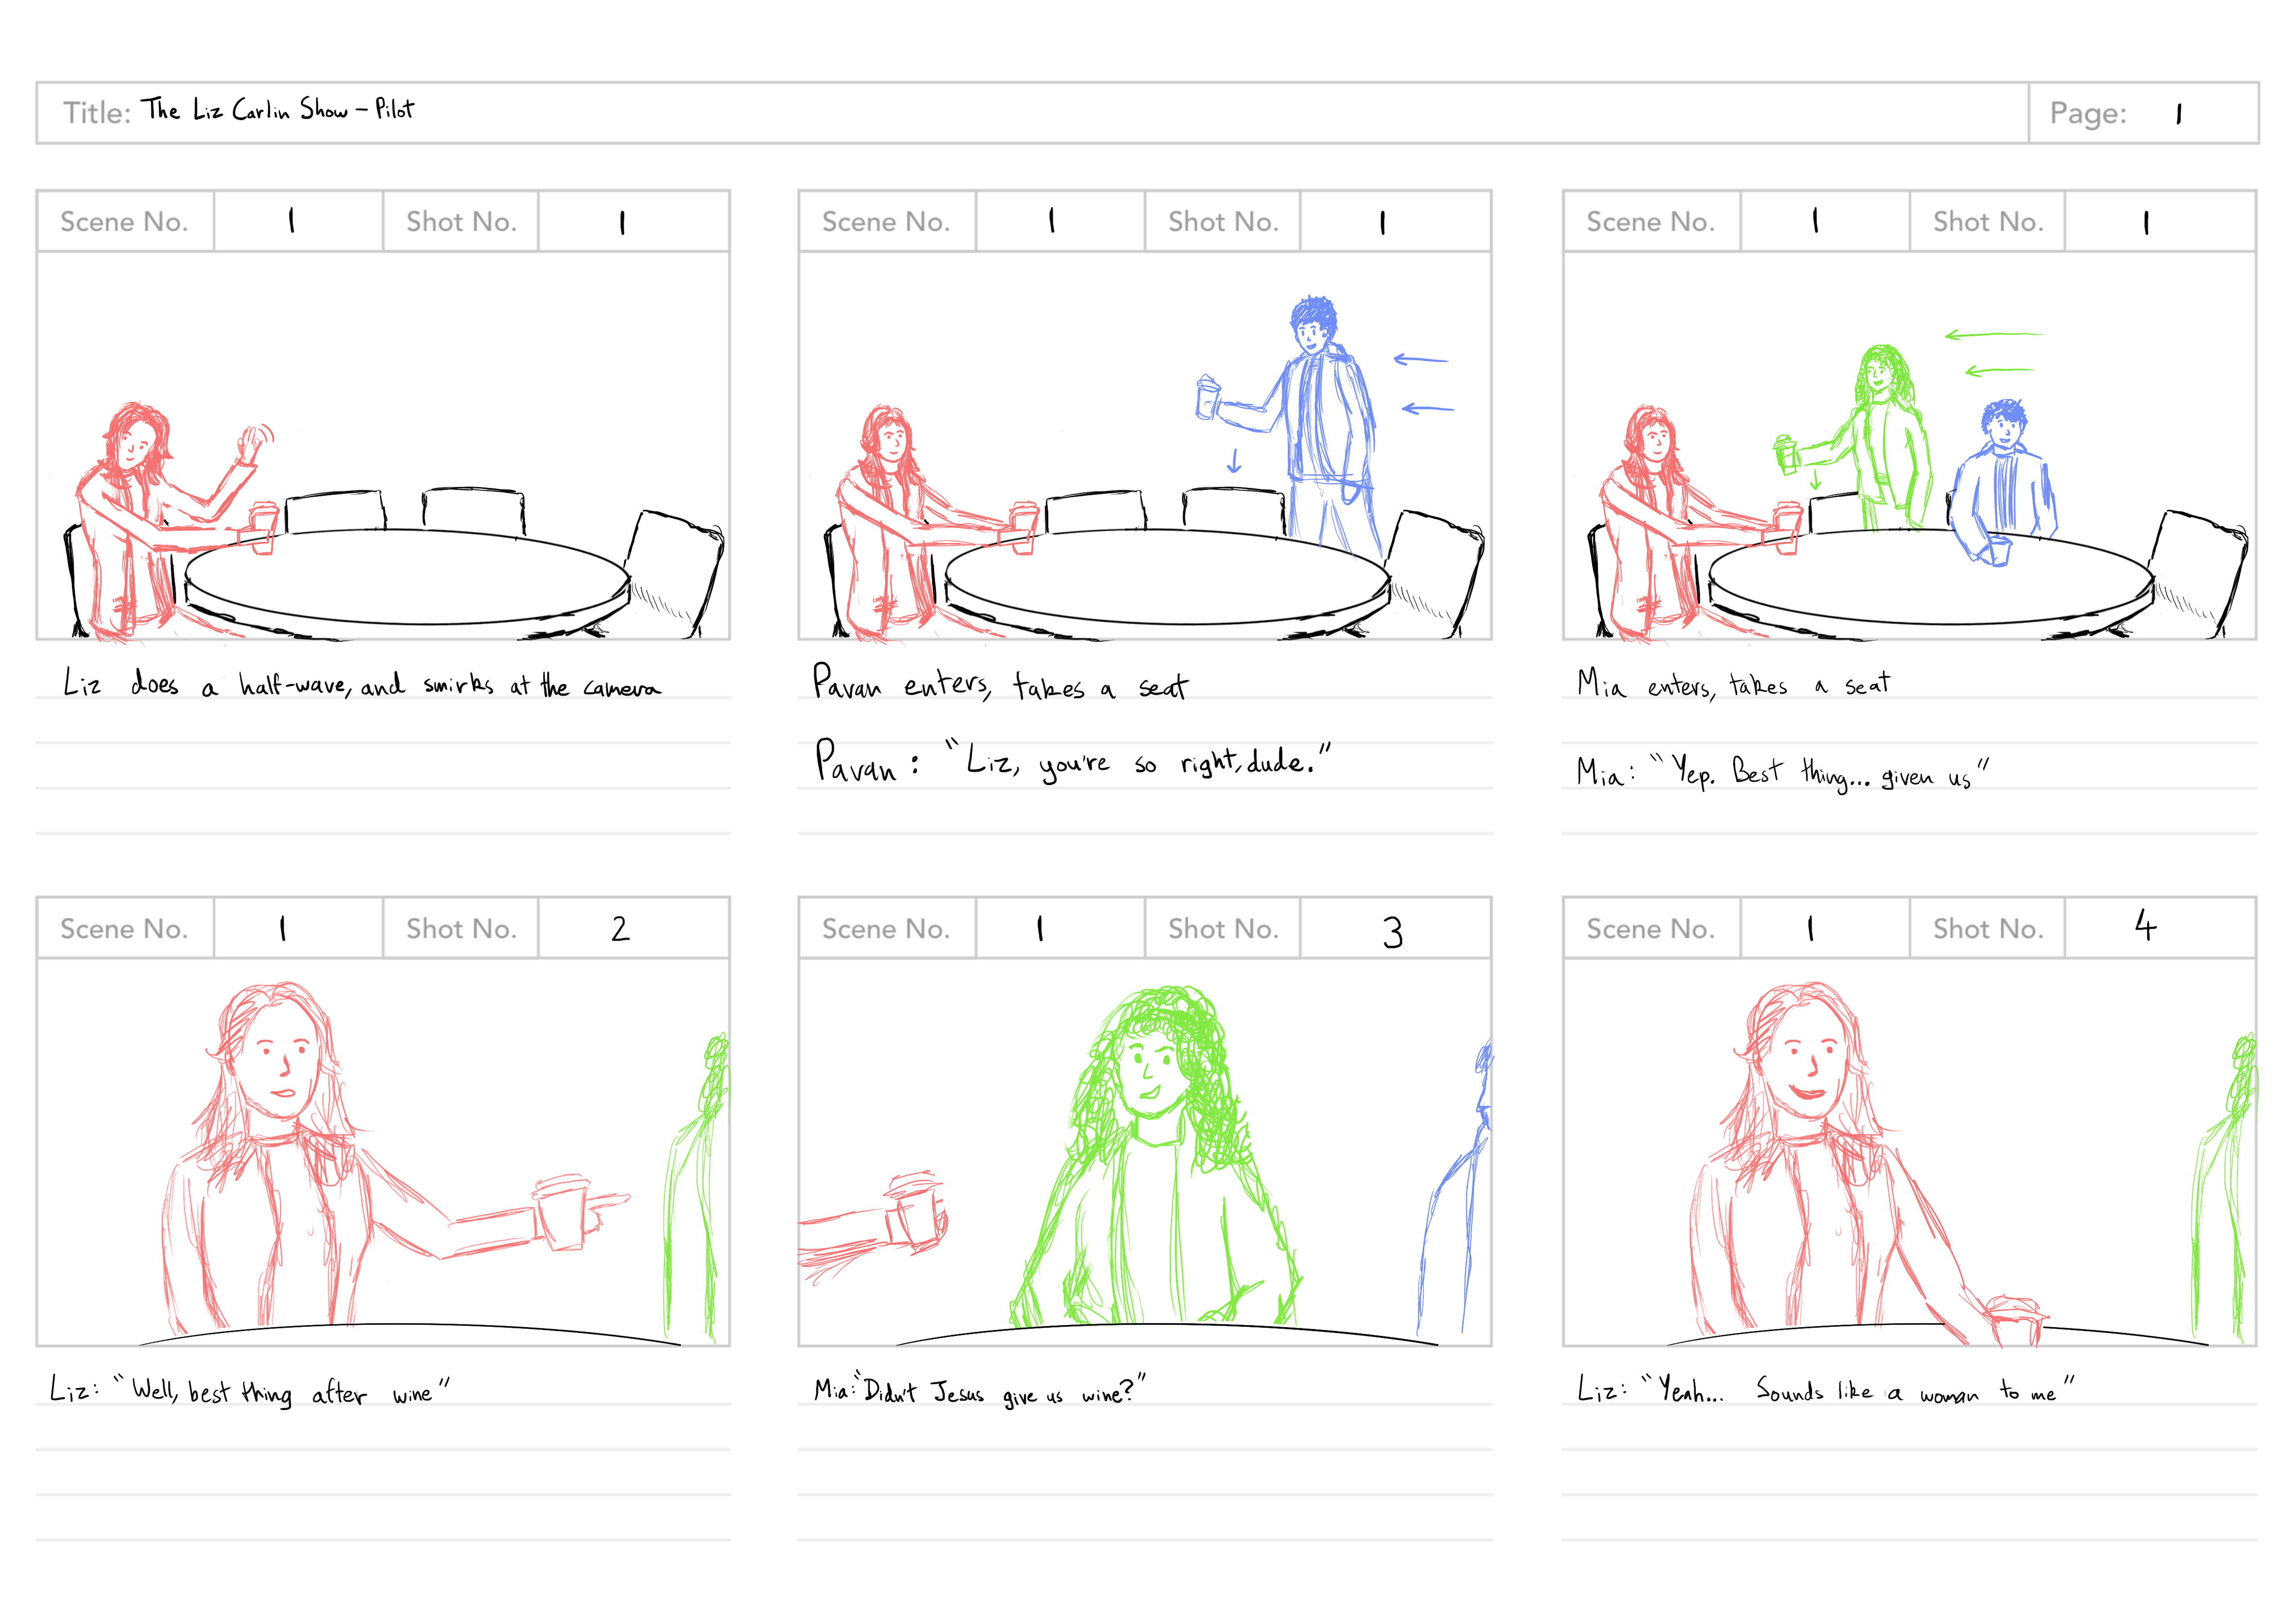 Title: The Liz Carlin Show - Pilot
Page: 1
Scene No. 1 Shot No. 1
Liz does a half-wave, and smirks at the camera
Scene No. 1 Shot No. 1
Pavan enters, takes a seat
Pavan: "Liz, you're so right, dude."
Scene No. 1 Shot No. 1
Mia enters, takes a seat
Mia: "Yep. Best thing... given us"
Scene No. 1 Shot No. 2
Liz: "Well, best thing after wine"
Scene No. 1 Shot No. 3
Mia: "Didn't Jesus give us wine?"
Scene No. 1 Shot No. 4
Liz: "Yeah... Sounds like a woman to me"